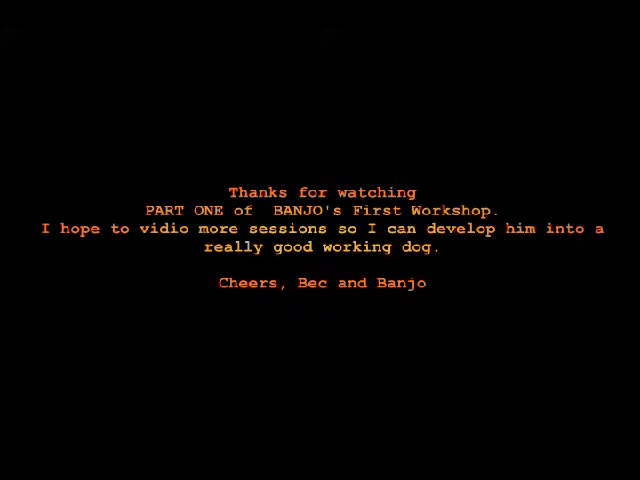 Thanks for watching
PART ONE of  BANJO's First Workshop.
I hope to vidio more sessions so I can develop him into a
really good working dog.
Cheers, Bec and Banjo